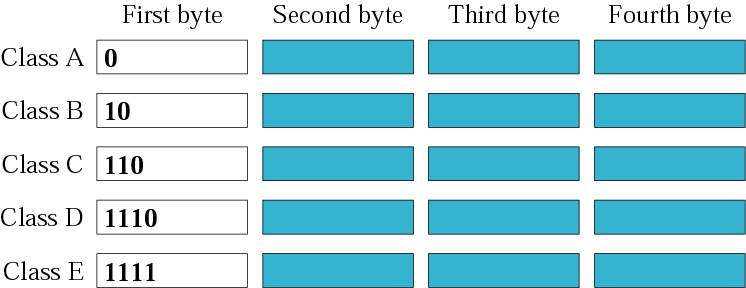 First byte Second byte Third byte Fourth byte
Class A 0
Class B 10
Class C 110
Class D 1110
Class E 1111